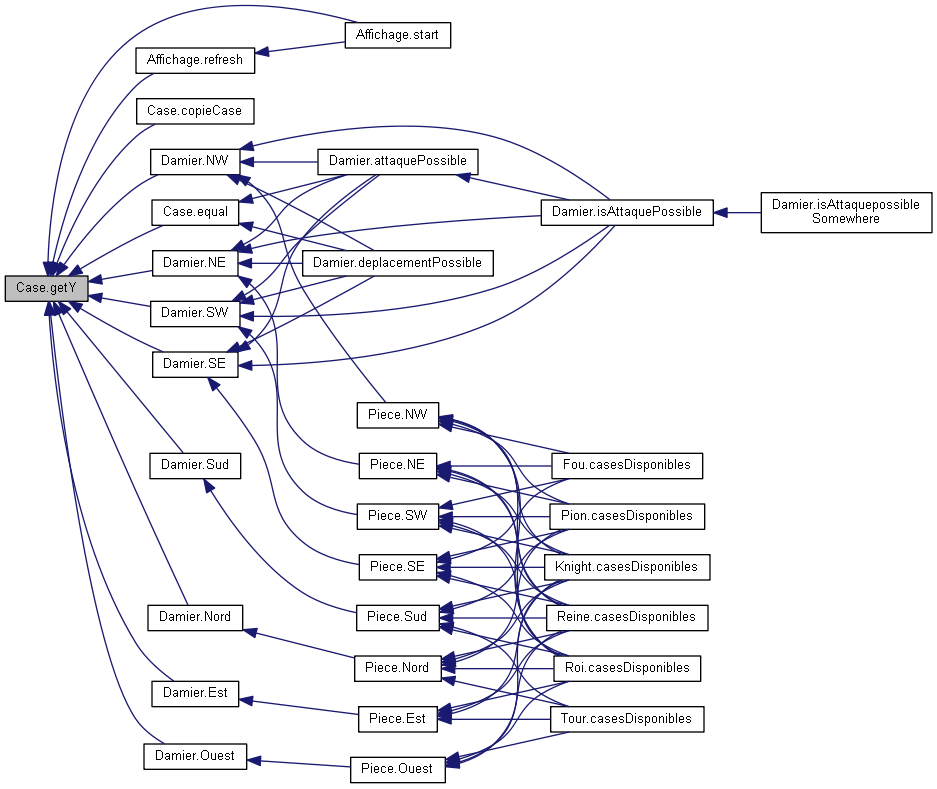 Case.getY
Affichage.start
Affichage.refresh
Case.copieCase
Damier.NW
Damier.attaquePossible
Case.equal
Damier.isAttaquePossible
Damier.isAttaquepossible
Somewhere
Damier.NE
Damier.deplacementPossible
Damier.SW
Damier.SE
Piece.NW
Damier.Sud
Piece.NE
Fou.casesDisponibles
Piece.SW
Pion.casesDisponibles
Piece.SE
Knight.casesDisponibles
Damier.Nord
Piece.Sud
Reine.casesDisponibles
Piece.Nord
Roi.casesDisponibles
Damier.Est
Piece.Est
Tour.casesDisponibles
Damier.Ouest
Piece.Ouest